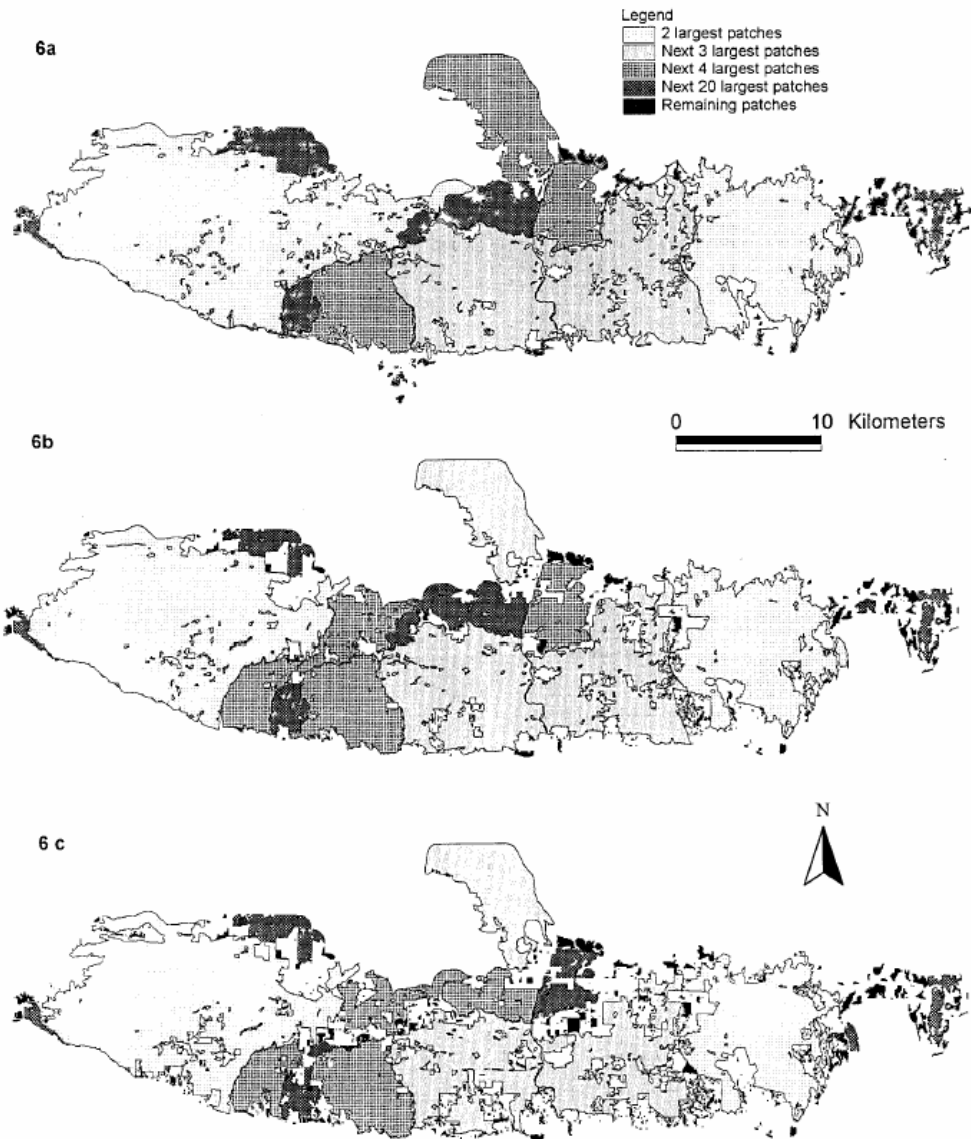 Legend
2 largest patches
Next 3 largest patches
Next 4 largest patches
Next 20 largest patches
Remaining patches
6a
0 10 Kilometers
6b
N
6 c